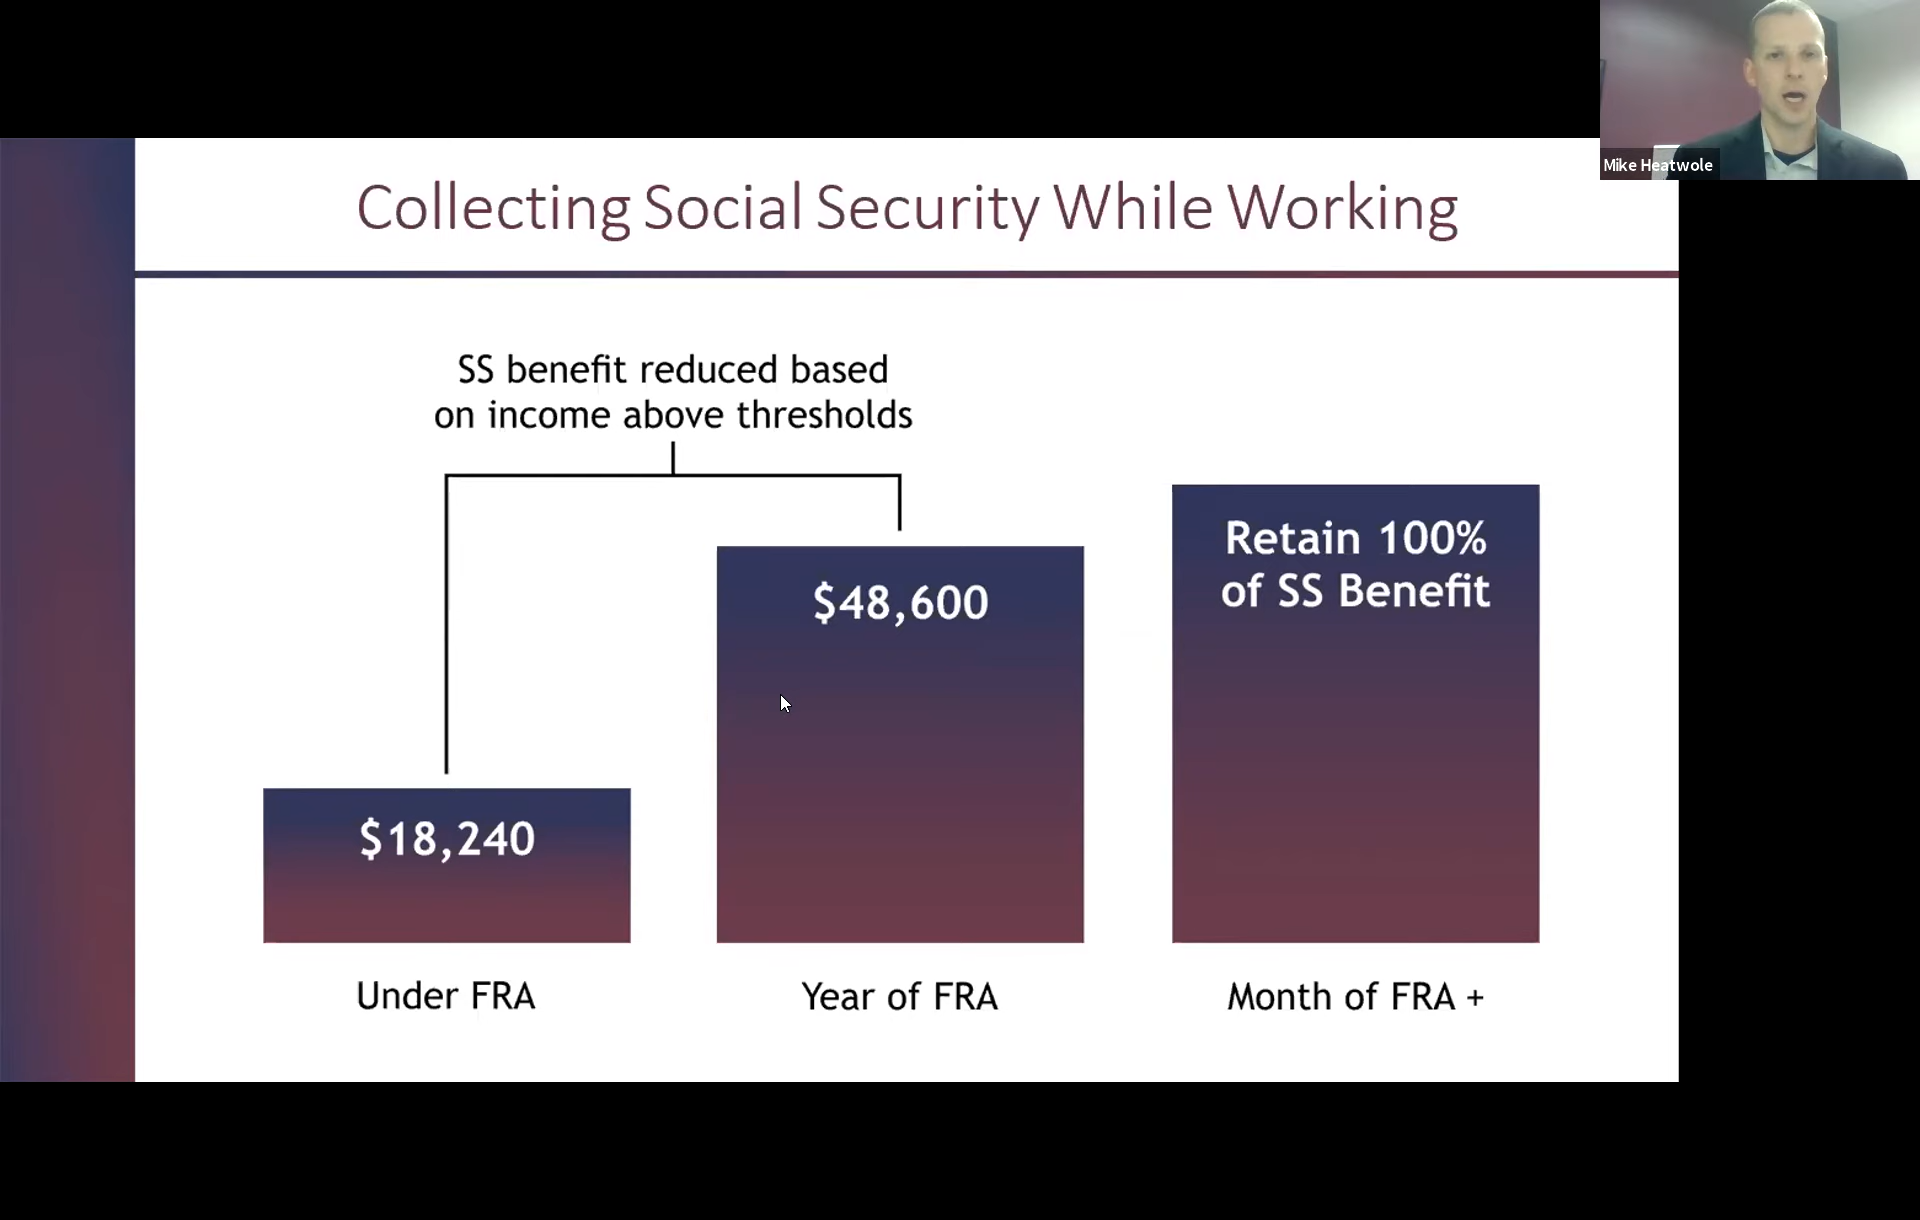 Mike Heatwole
Collecting Social Security While Working
SS benefit reduced based
on income above thresholds
Retain 100%
of SS Benefit
$48,600
$18,240
Under FRA
Year of FRA
Month of FRA +